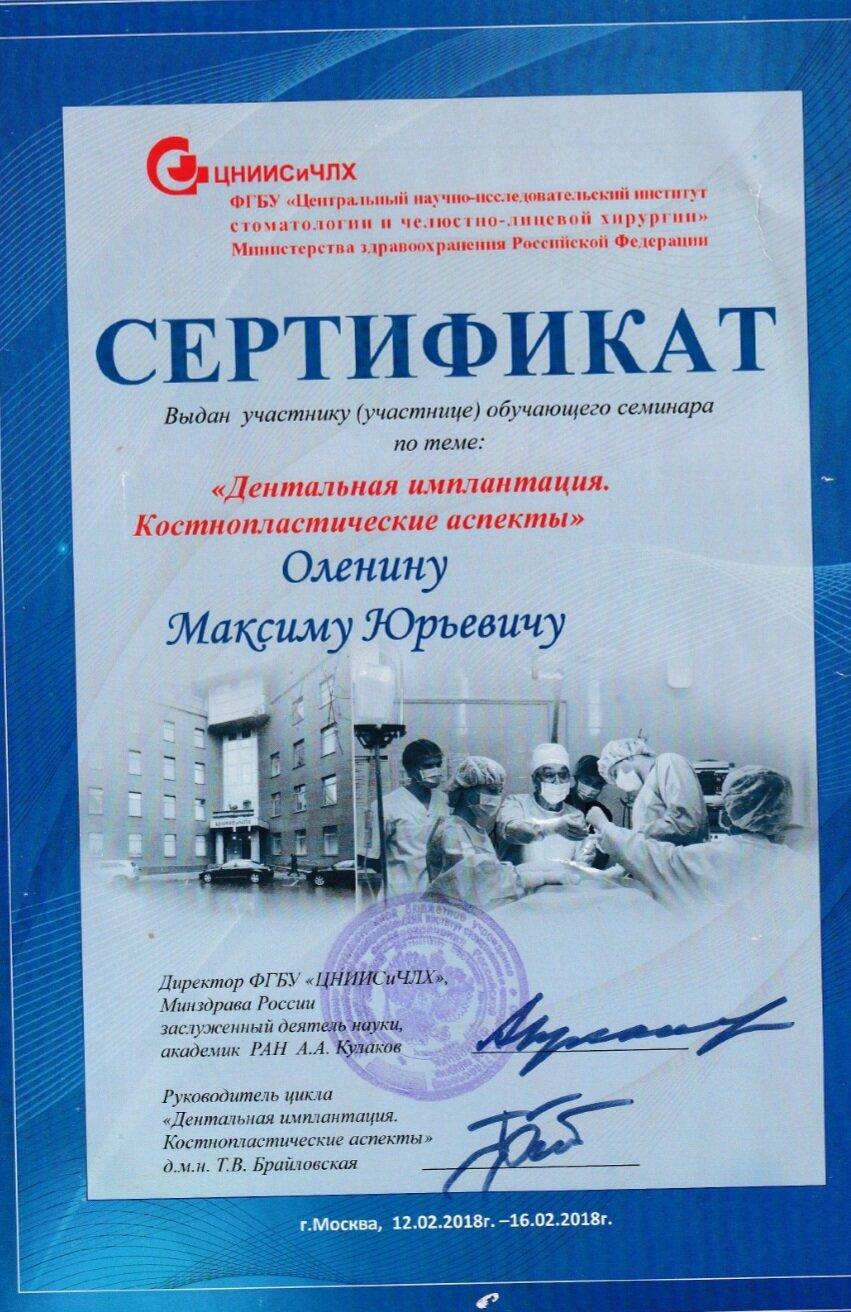 ЦНИИСиЧЛХ
ФГБУ «Центральный научно-исследовательский институт
стоматологии и челюстно-лицевой хирургии»
Министерства здравоохранения Российской Федерации
СЕРТИФИКАТ
Выдан участнику (участнице) обучающего семинара
по теме:
«Дентальная имплантация.
Костнопластические аспекты»
Оленину
Максиму Юрьевичу
ЦНИИСиЧЛХ
Директор ФГБУ «ЦНИИСиЧЛХ»,
Минздрава России
заслуженный деятель науки,
академик РАН А.А. Кулаков
Руководитель цикла
«Дентальная имплантация.
Костнопластические аспекты»
д.м.н. Т.В. Брайловская
г.Москва, 12.02.2018г. –16.02.2018г.